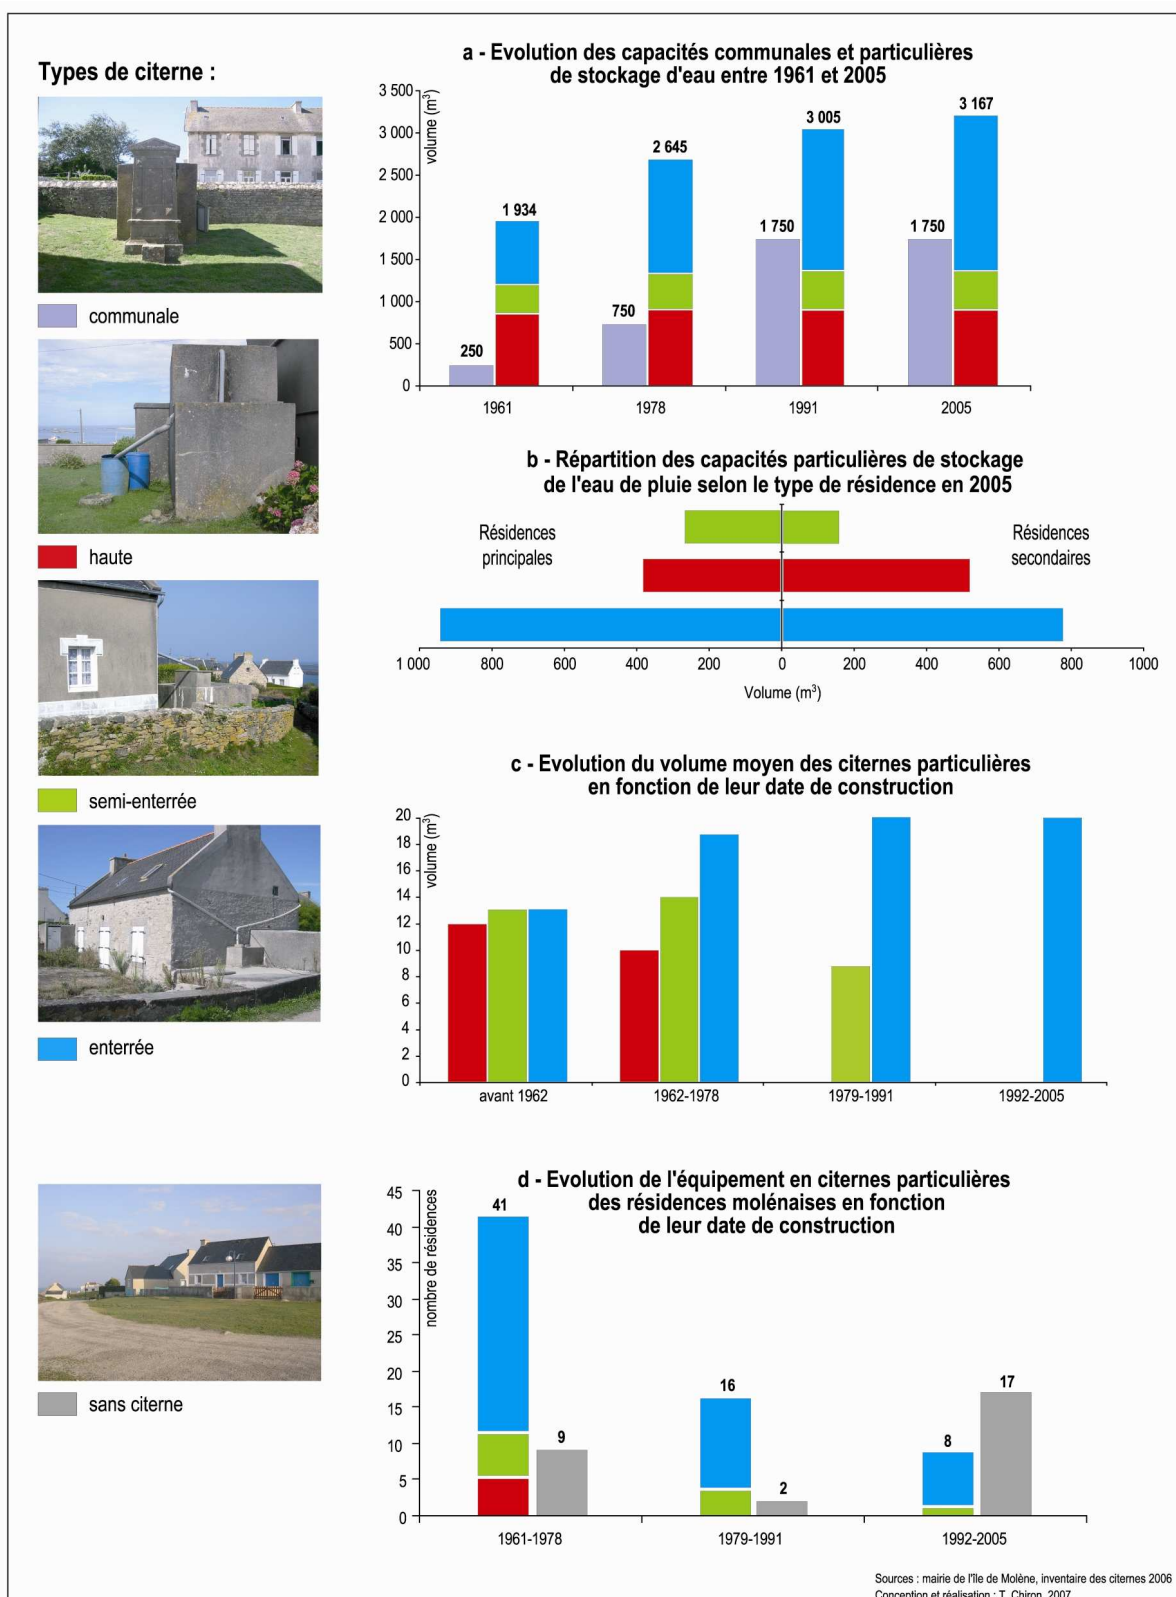 Types de citerne :
communale
haute
semi-enterrée
enterrée
sans citerne
a - Evolution des capacités communales et particulières
de stockage d'eau entre 1961 et 2005
volume (m³)
3 500
3 000
2 500
2 000
1 500
1 000
500
0
250
1 934
750
2 645
1 750
3 005
1 750
3 167
1961
1978
1991
2005
b - Répartition des capacités particulières de stockage
de l'eau de pluie selon le type de résidence en 2005
Résidences
principales
Résidences
secondaires
1 000
800
600
400
200
0
200
400
600
800
1000
Volume (m³)
c - Evolution du volume moyen des citernes particulières
en fonction de leur date de construction
volume (m³)
20
18
16
14
12
10
8
6
4
2
0
avant 1962
1962-1978
1979-1991
1992-2005
d - Evolution de l'équipement en citernes particulières
des résidences molénaises en fonction
de leur date de construction
nombre de résidences
45
40
35
30
25
20
15
10
5
0
41
9
16
2
8
17
1961-1978
1979-1991
1992-2005
Sources : mairie de l'île de Molène, inventaire des citernes 2006
Conception et réalisation : T. Chiron, 2007